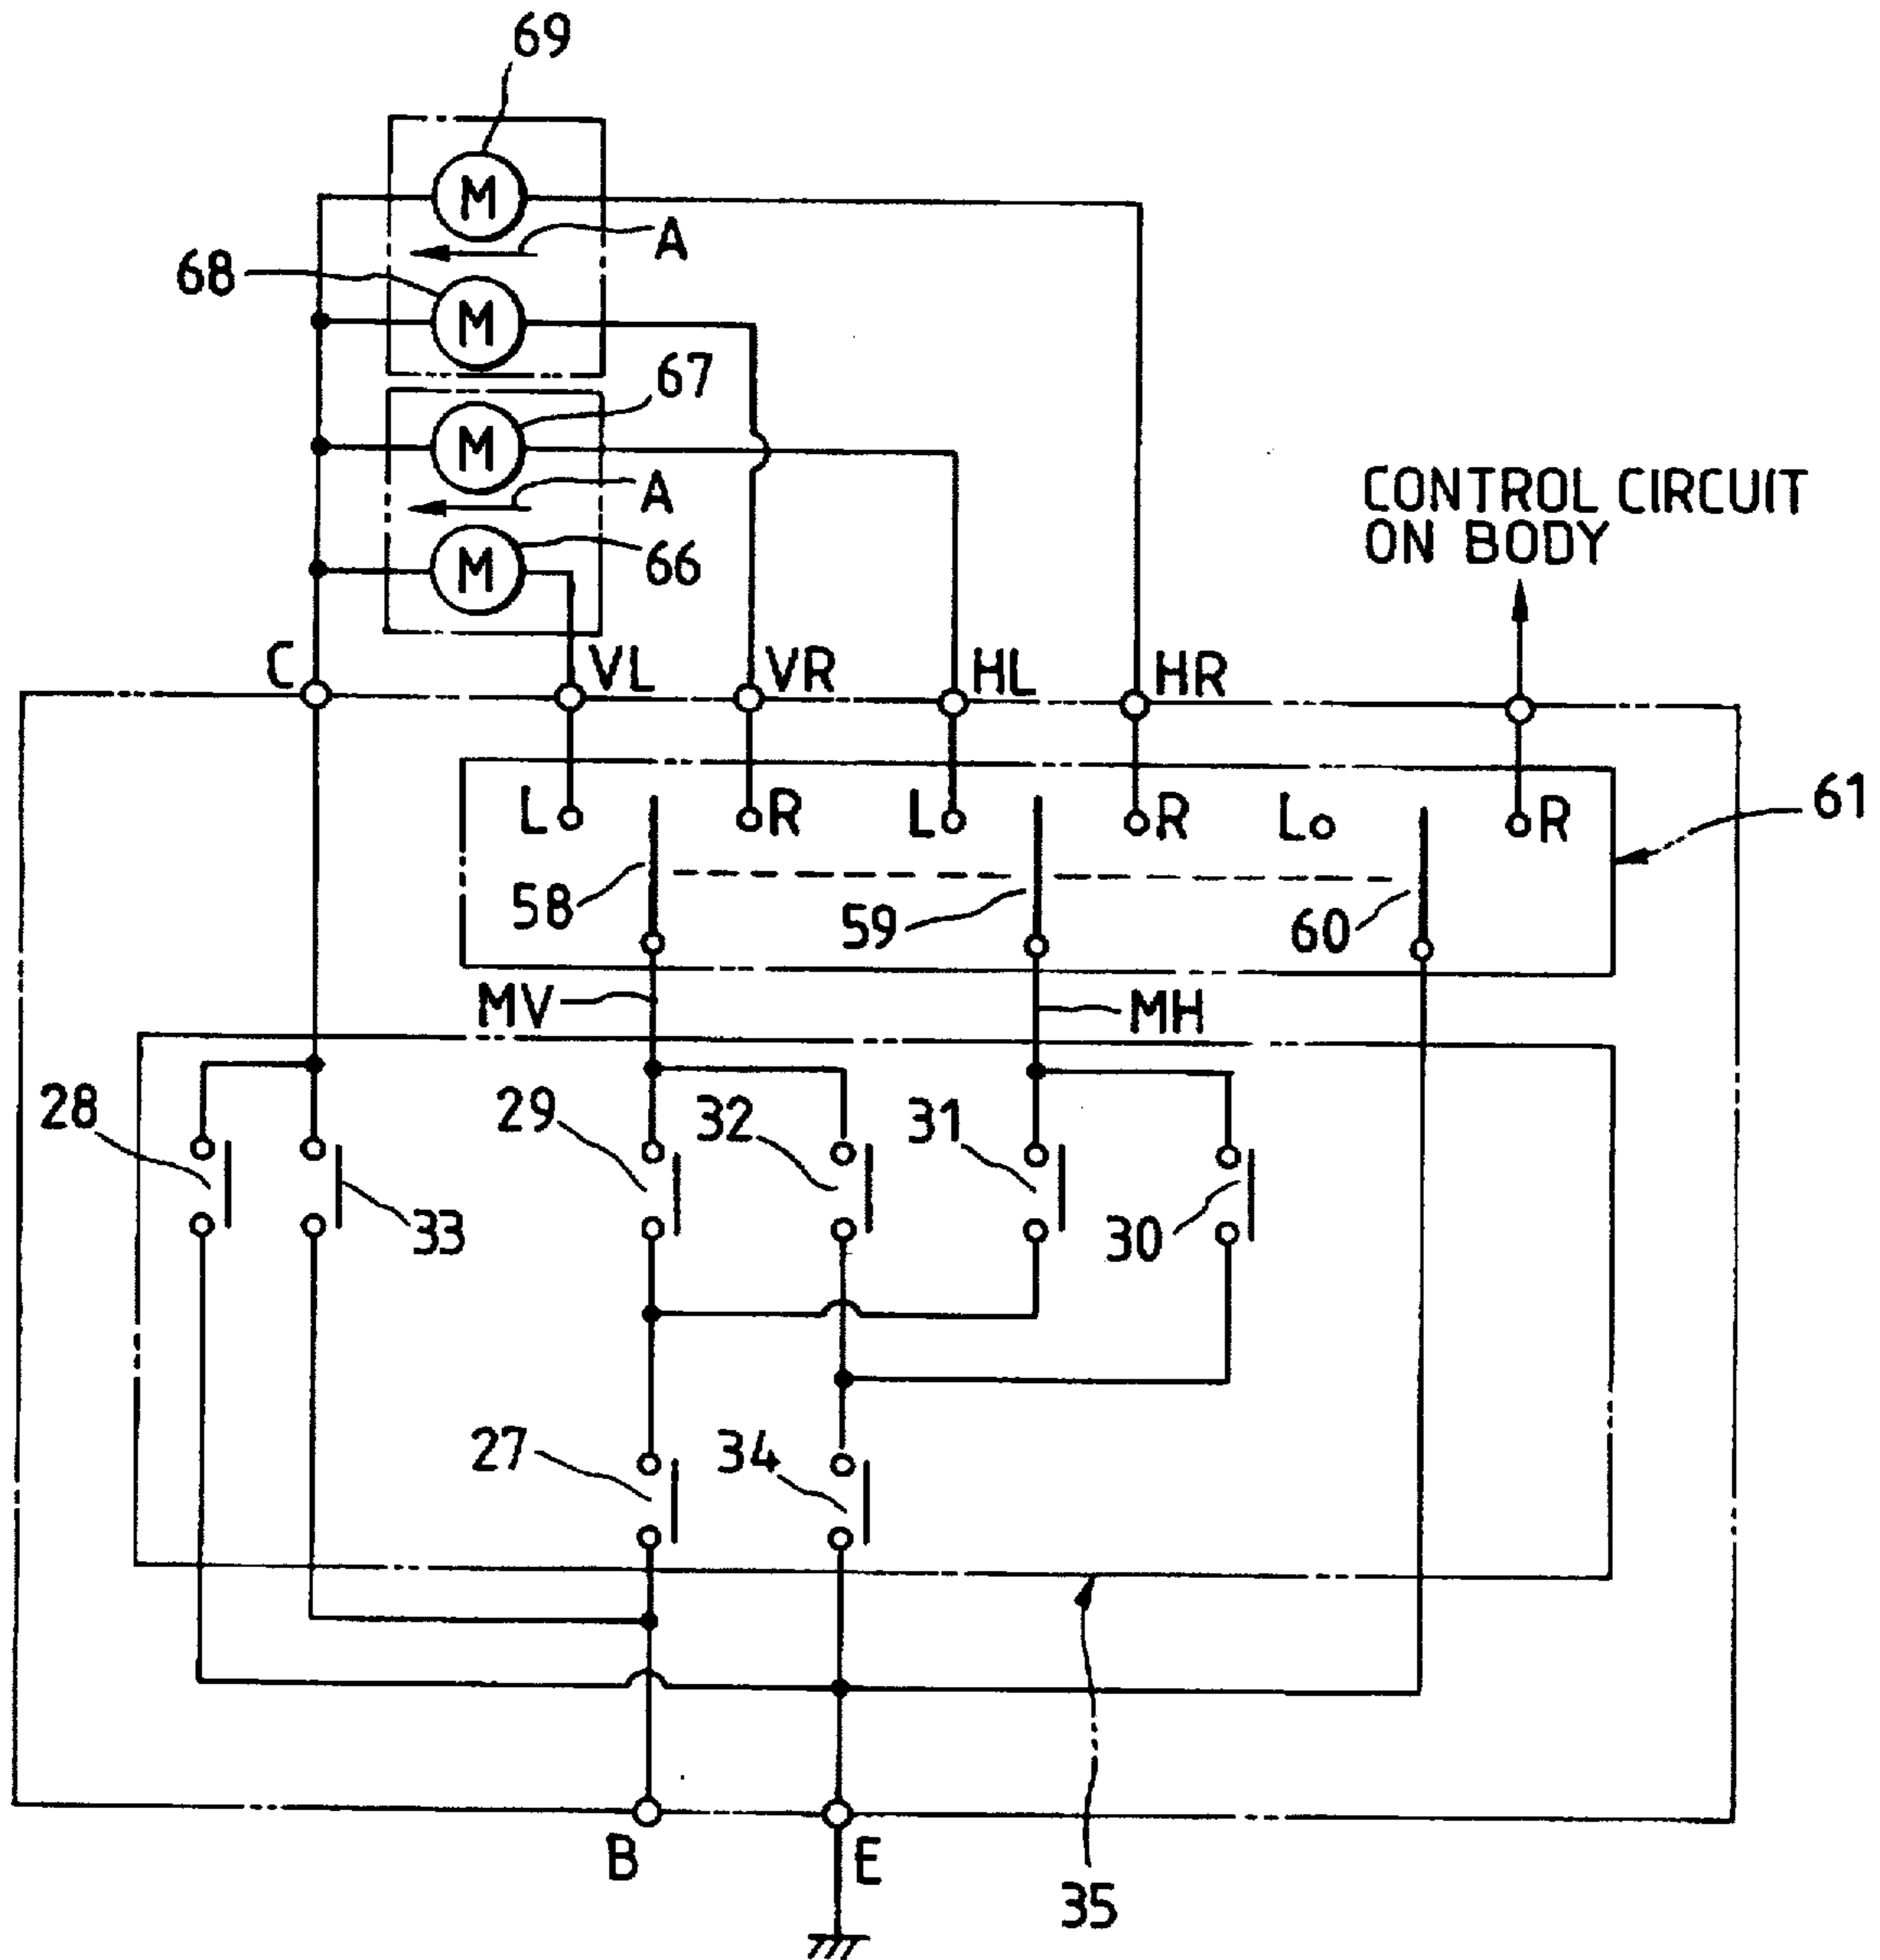 69
M
A
68
M
67
M
A
66
M
CONTROL CIRCUIT
ON BODY
C VL VR HL HR
L R L R L R
61
58 59 60
MV MH
28 29 32 31
33 30
27 34
B E
35